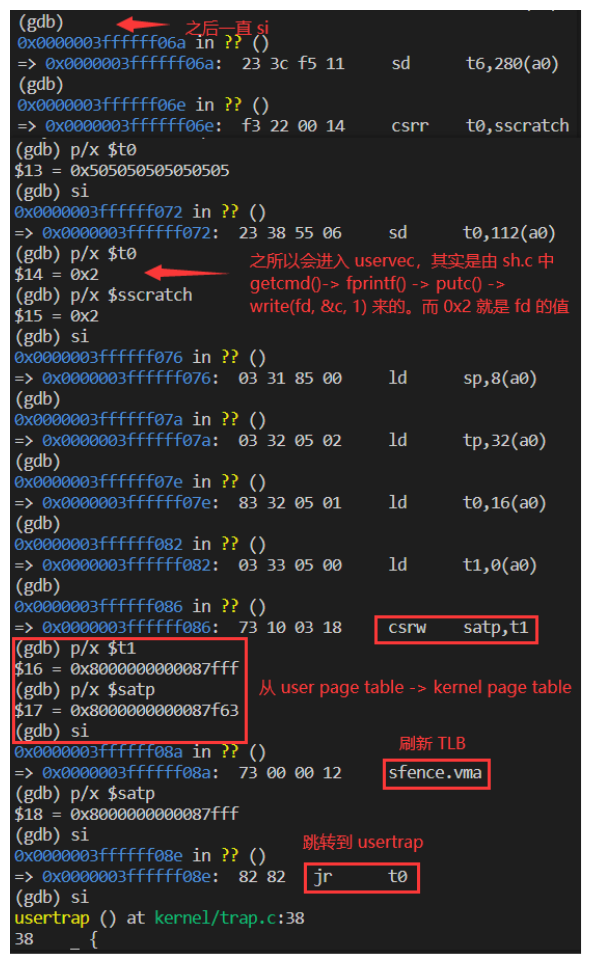 (gdb)
之后一直 si
0x0000003ffffff06a in ?? ()
=> 0x0000003ffffff06a: 23 3c f5 11 sd t6,280(a0)
(gdb)
0x0000003ffffff06e in ?? ()
=> 0x0000003ffffff06e: f3 22 00 14 csrr t0,sscratch
(gdb) p/x $t0
$13 = 0x505050505050505
(gdb) si
0x0000003ffffff072 in ?? ()
=> 0x0000003ffffff072: 23 38 55 06 sd t0,112(a0)
(gdb) p/x $t0
$14 = 0x2
(gdb) p/x $sscratch
$15 = 0x2
之所以会进入 uservec，其实是由 sh.c 中
getcmd()-> fprintf() -> putc() ->
write(fd, &c, 1) 来的。而 0x2 就是 fd 的值
(gdb) si
0x0000003ffffff076 in ?? ()
=> 0x0000003ffffff076: 03 31 85 00 ld sp,8(a0)
(gdb)
0x0000003ffffff07a in ?? ()
=> 0x0000003ffffff07a: 03 32 05 02 ld tp,32(a0)
(gdb)
0x0000003ffffff07e in ?? ()
=> 0x0000003ffffff07e: 83 32 05 01 ld t0,16(a0)
(gdb)
0x0000003ffffff082 in ?? ()
=> 0x0000003ffffff082: 03 33 05 00 ld t1,0(a0)
(gdb)
0x0000003ffffff086 in ?? ()
=> 0x0000003ffffff086: 73 10 03 18 csrw satp,t1
(gdb) p/x $t1
$16 = 0x8000000000087fff
(gdb) p/x $satp
$17 = 0x8000000000087f63
(gdb) si
从 user page table -> kernel page table
0x0000003ffffff08a in ?? ()
刷新 TLB
=> 0x0000003ffffff08a: 73 00 00 12 sfence.vma
(gdb) p/x $satp
$18 = 0x8000000000087fff
(gdb) si
跳转到 usertrap
0x0000003ffffff08e in ?? ()
=> 0x0000003ffffff08e: 82 82 jr t0
(gdb) si
usertrap () at kernel/trap.c:38
38 _ {